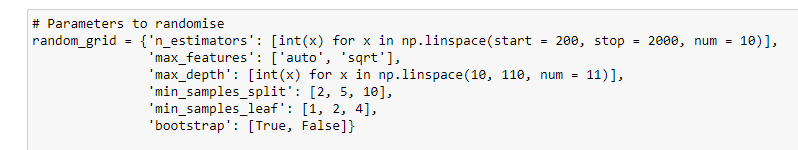 # Parameters to randomise
random_grid = {'n_estimators': [int(x) for x in np.linspace(start = 200, stop = 2000, num = 10)],
               'max_features': ['auto', 'sqrt'],
               'max_depth': [int(x) for x in np.linspace(10, 110, num = 11)],
               'min_samples_split': [2, 5, 10],
               'min_samples_leaf': [1, 2, 4],
               'bootstrap': [True, False]}